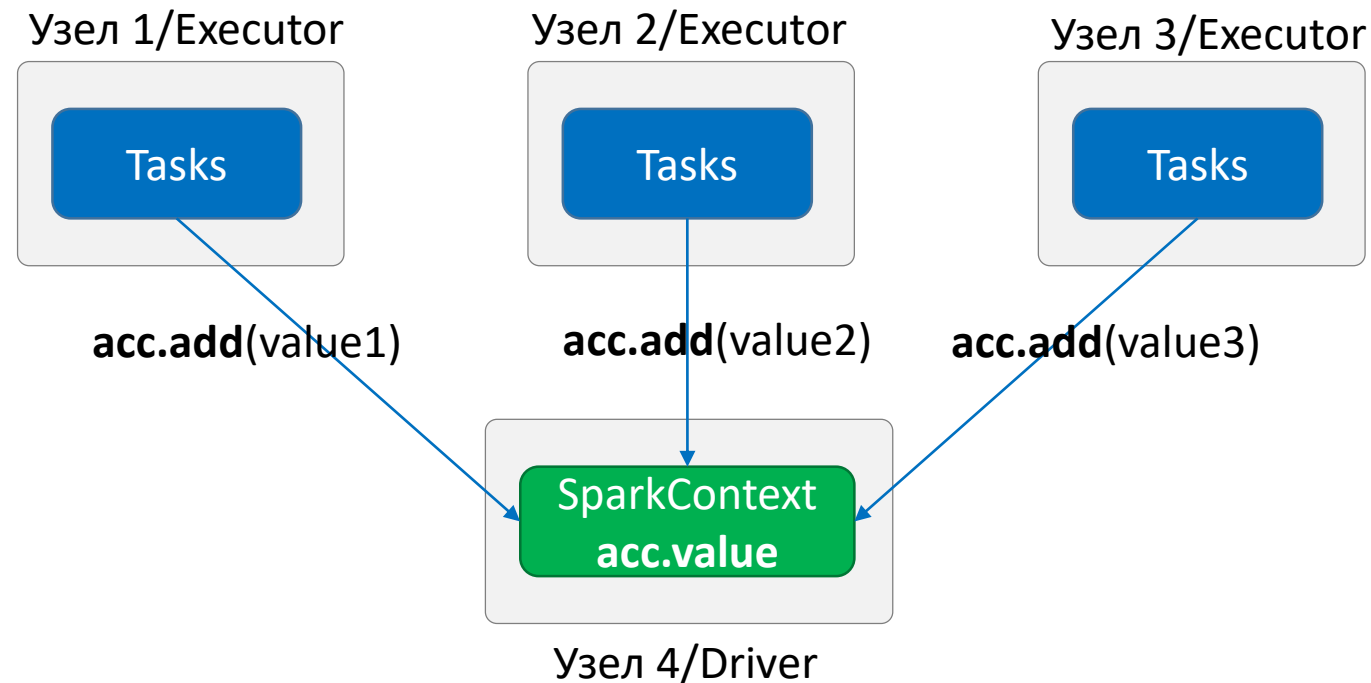 Узел 1/Executor
Узел 2/Executor
Узел 3/Executor
Tasks
Tasks
Tasks
acc.add(value1)
acc.add(value2)
acc.add(value3)
SparkContext
acc.value
Узел 4/Driver